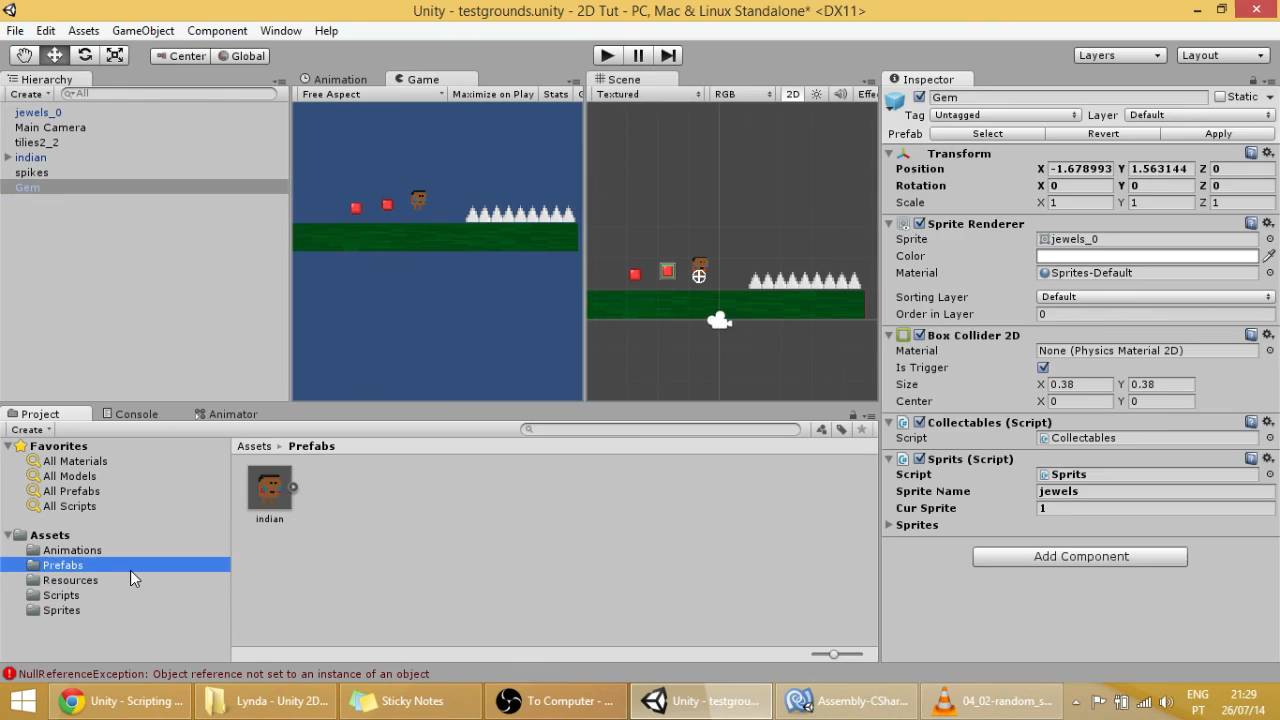 Unity - testgrounds.unity - 2D Tut - PC, Mac & Linux Standalone* <DX11>
File Edit Assets GameObject Component Window Help
Center Global Layers Layout
Hierarchy
Create All
jewels_0
Main Camera
tilies2_2
indian
spikes
Gem
Animation Game
Free Aspect Maximize on Play Stats G
Scene
Textured RGB 2D Effe
Inspector
Gem Static
Tag Untagged Layer Default
Prefab Select Revert Apply
Transform
Position X -1.678993 Y 1.563144 Z 0
Rotation X 0 Y 0 Z 0
Scale X 1 Y 1 Z 1
Sprite Renderer
Sprite jewels_0
Color
Material Sprites-Default
Sorting Layer Default
Order in Layer 0
Box Collider 2D
Material None (Physics Material 2D)
Is Trigger
Size X 0.38 Y 0.38
Center X 0 Y 0
Collectables (Script)
Script Collectables
Sprits (Script)
Script Sprits
Sprite Name jewels
Cur Sprite 1
Sprites
Add Component
Project Console Animator
Create
Favorites
All Materials
All Models
All Prefabs
All Scripts
Assets
Animations
Prefabs
Resources
Scripts
Sprites
Assets Prefabs
indian
NullReferenceException: Object reference not set to an instance of an object
Unity - Scripting ... Lynda - Unity 2D... Sticky Notes To Computer - ... Unity - testgrou... Assembly-CShar... 04_02-random_s...
ENG 21:29
PT 26/07/14